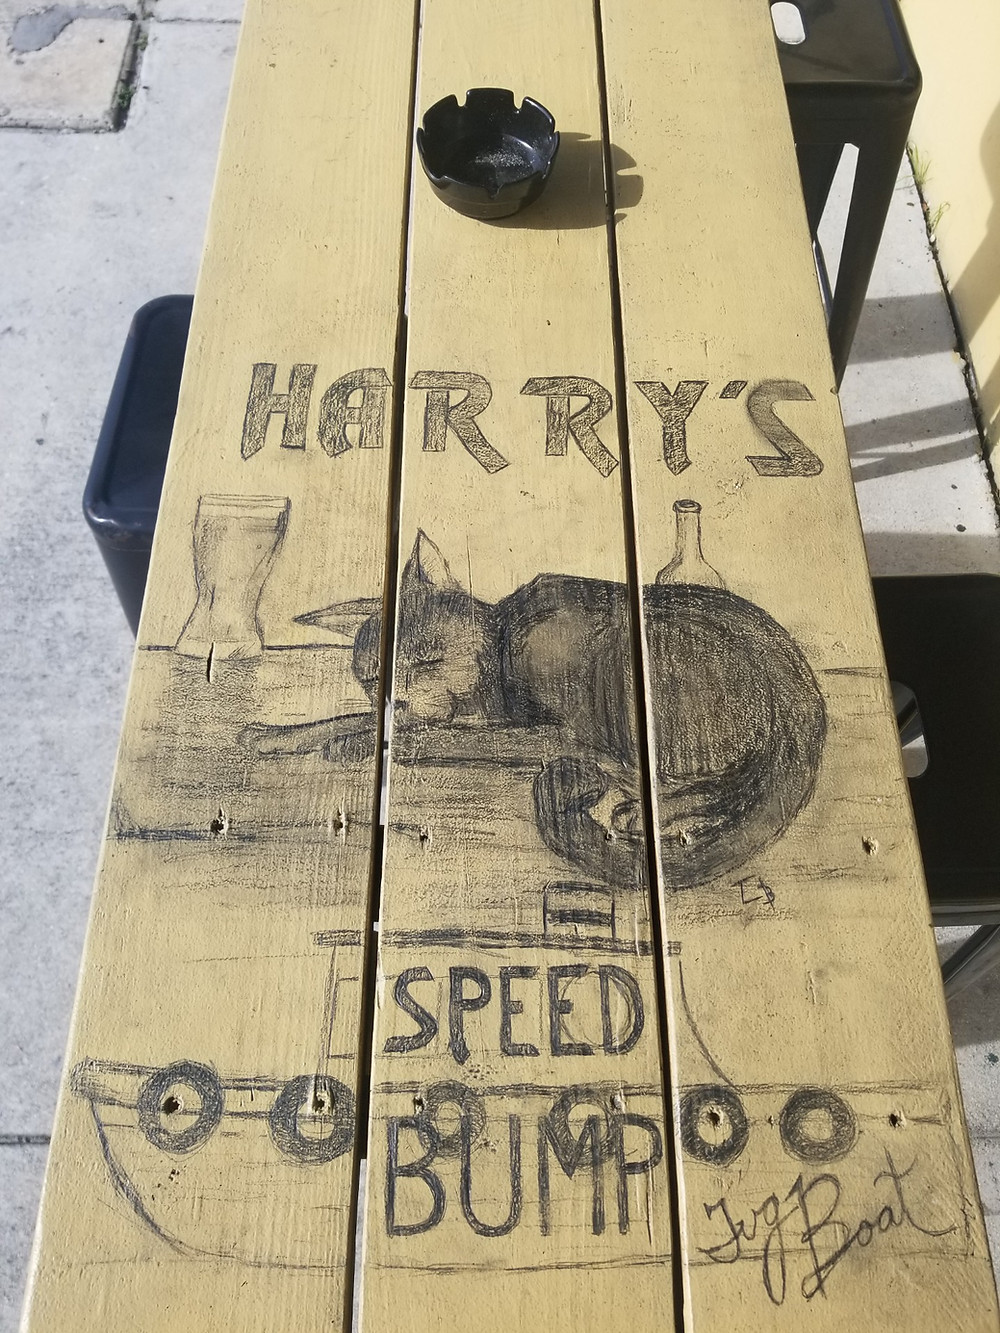 HARRY'S
SPEED
BUMP
Tug Boat